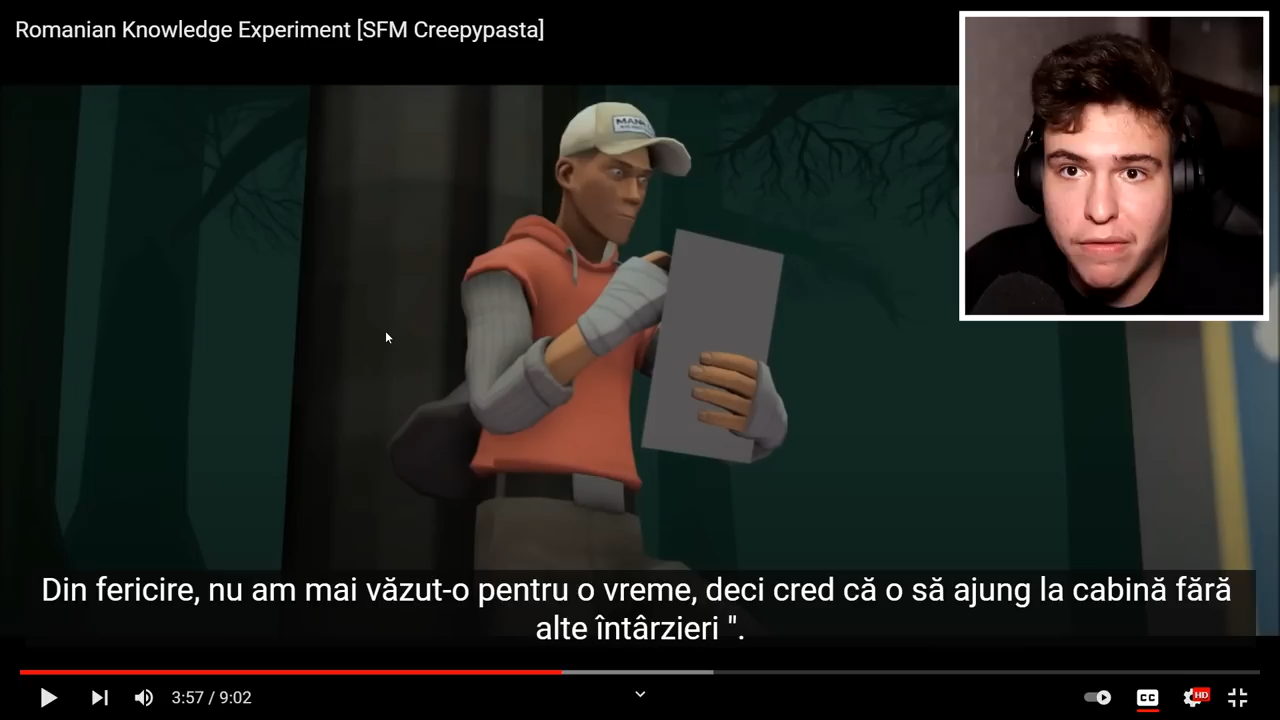 Romanian Knowledge Experiment [SFM Creepypasta]
Din fericire, nu am mai văzut-o pentru o vreme, deci cred că o să ajung la cabină fără
alte întârzieri ".
3:57 / 9:02
CC
HD